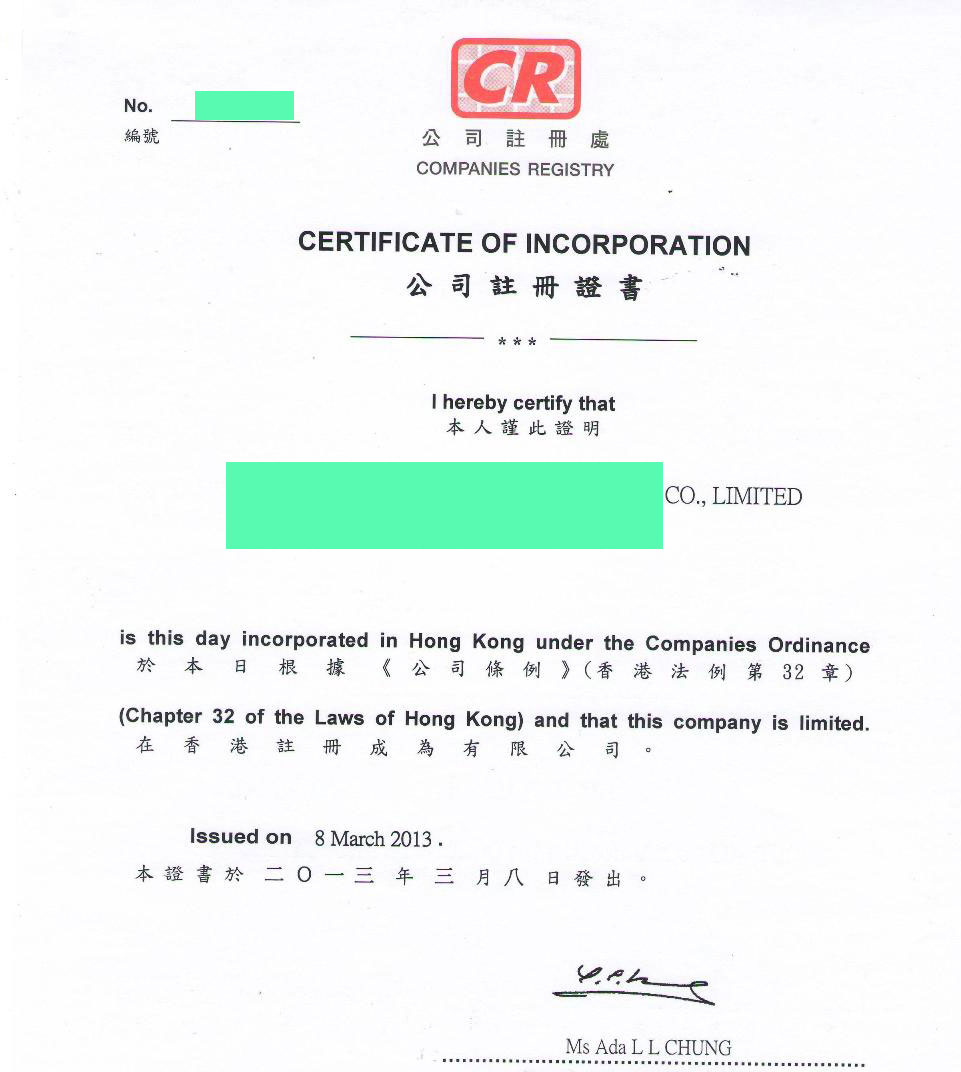 No.
編號
CR
公司註冊處
COMPANIES REGISTRY
CERTIFICATE OF INCORPORATION
公司註冊證書
***
I hereby certify that
本人謹此證明
CO., LIMITED
is this day incorporated in Hong Kong under the Companies Ordinance
於本日根據《公司條例》(香港法例第32章)
(Chapter 32 of the Laws of Hong Kong) and that this company is limited.
在香港註冊成為有限公司。
Issued on 8 March 2013.
本證書於二O一三年三月八日發出。
Ms Ada L L CHUNG